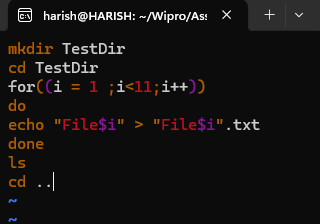 harish@HARISH: ~/Wipro/Ass
mkdir TestDir
cd TestDir
for((i = 1 ;i<11;i++))
do
echo "File$i" > "File$i".txt
done
ls
cd ..
~
~